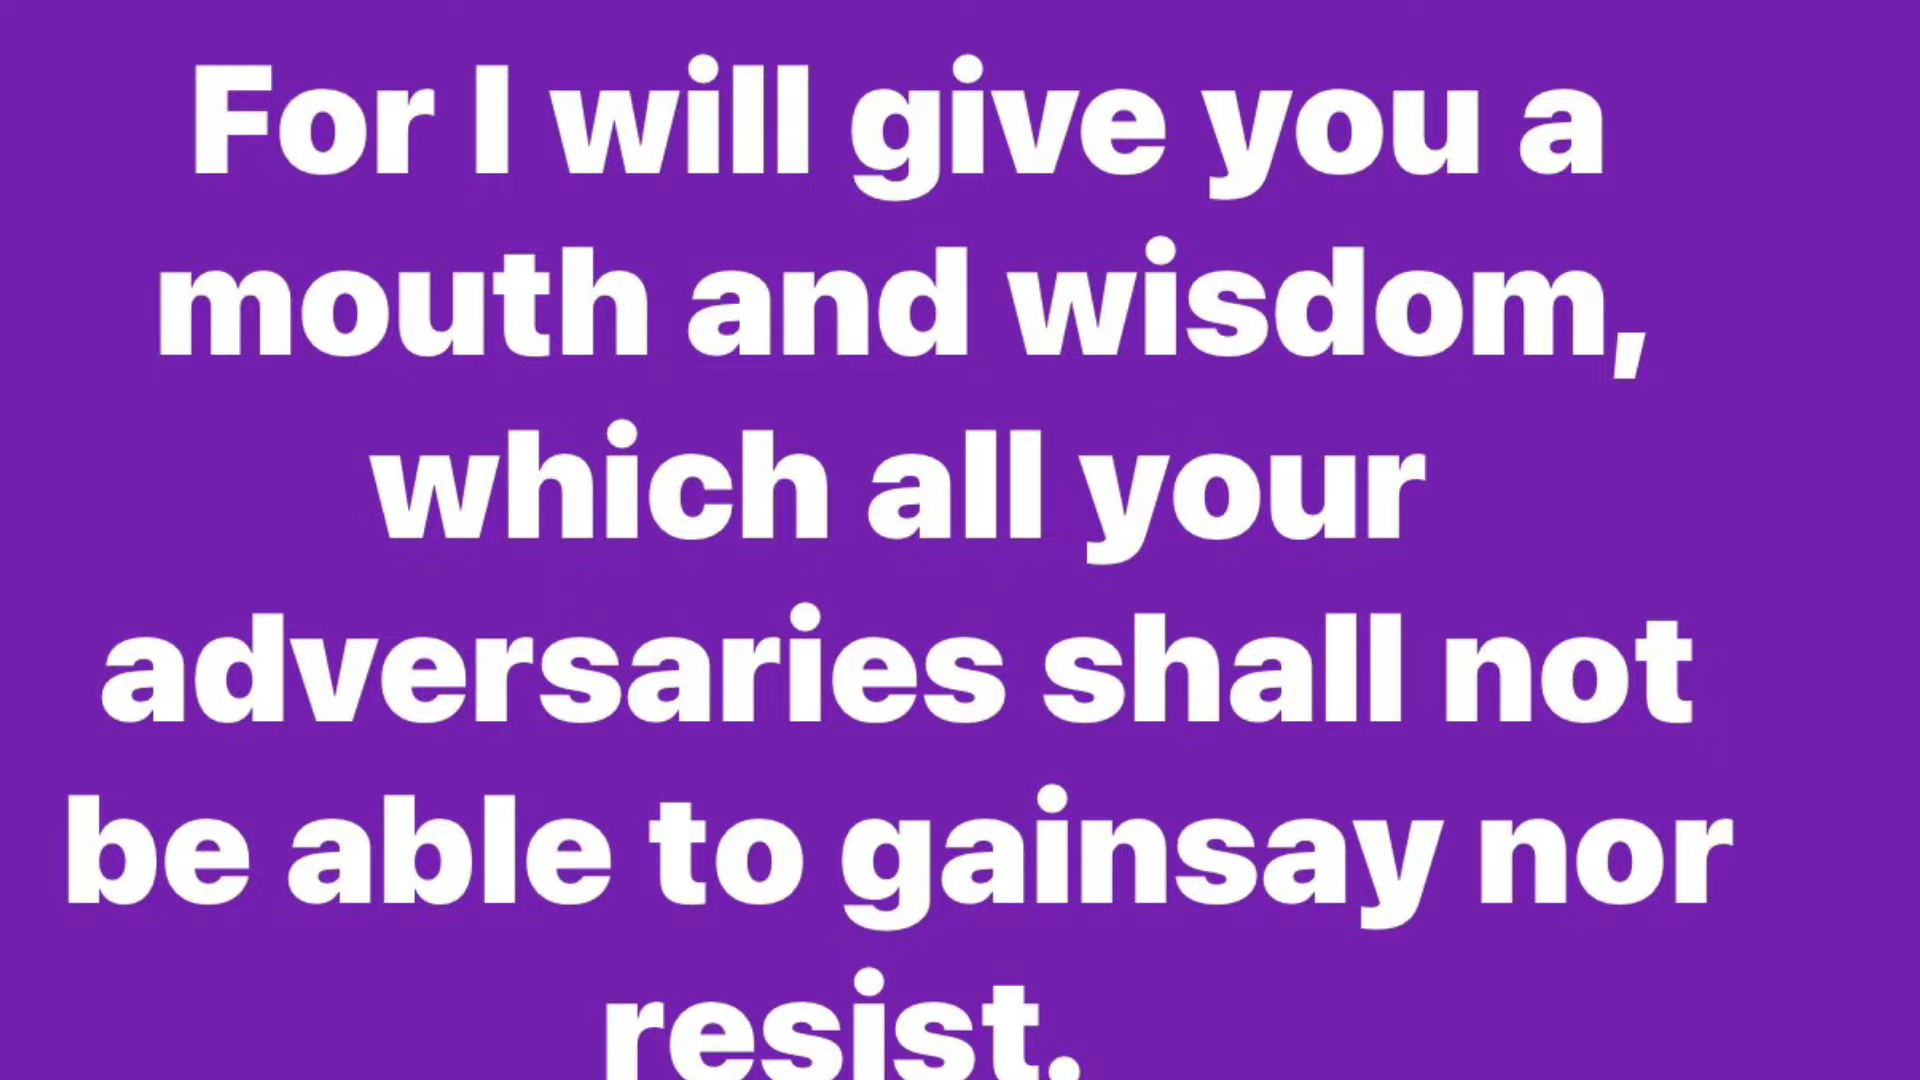 For I will give you a
mouth and wisdom,
which all your
adversaries shall not
be able to gainsay nor
resist.